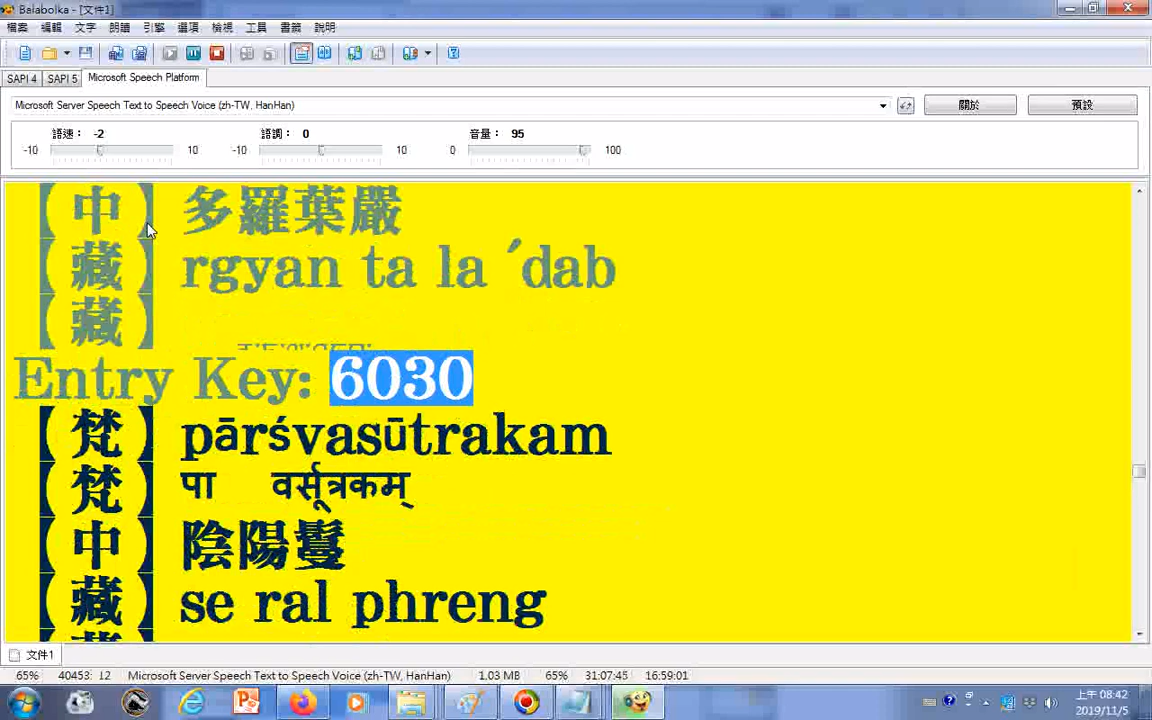 Balabolka - [文件1]
檔案 編輯 文字 朗讀 引擎 選項 檢視 工具 書籤 說明
SAPI 4 SAPI 5 Microsoft Speech Platform
Microsoft Server Speech Text to Speech Voice (zh-TW, HanHan) 關於 預設
語速： -2 語調： 0 音量： 95
-10 10 -10 10 0 100
【中】 多羅葉嚴
【藏】 rgyan ta la ´dab
【藏】
Entry Key: 6030
【梵】 pārśvasūtrakam
【梵】 पा र्वसूत्रकम्
【中】 陰陽鬘
【藏】 se ral phreng
文件1
65% 40453: 12 Microsoft Server Speech Text to Speech Voice (zh-TW, HanHan) 1.03 MB 65% 31:07:45 16:59:01
上午 08:42
2019/11/5